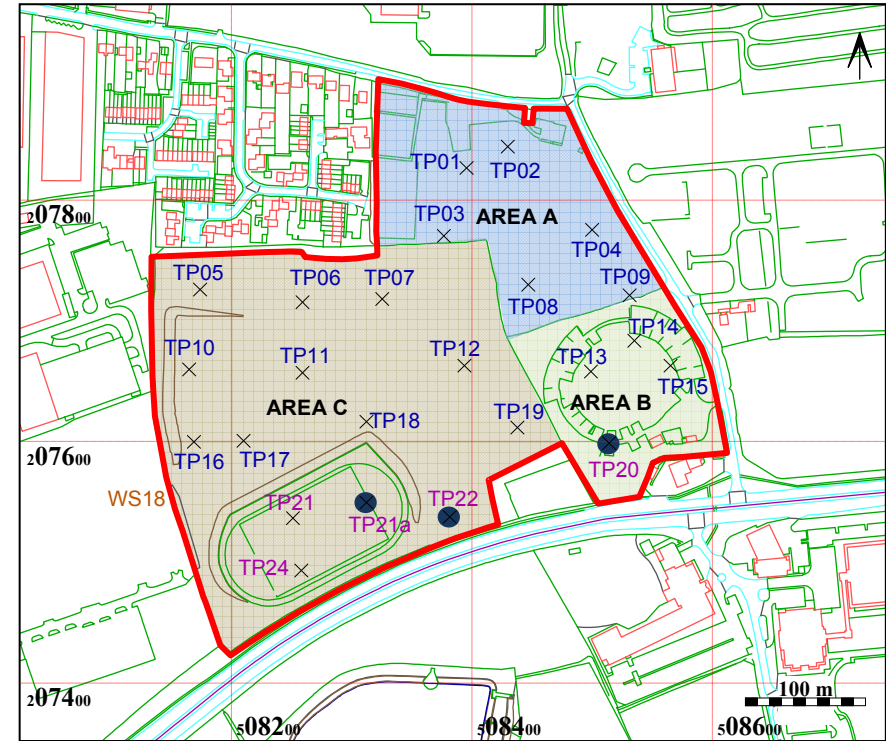 TP01
TP02
207800
TP03
AREA A
TP04
TP05
TP06
TP07
TP08
TP09
TP14
TP10
TP11
TP12
TP13
TP15
AREA C
TP18
TP19
AREA B
207600
TP16
TP17
TP20
WS18
TP21
TP21a
TP22
TP24
207400
100 m
508200
508400
508600